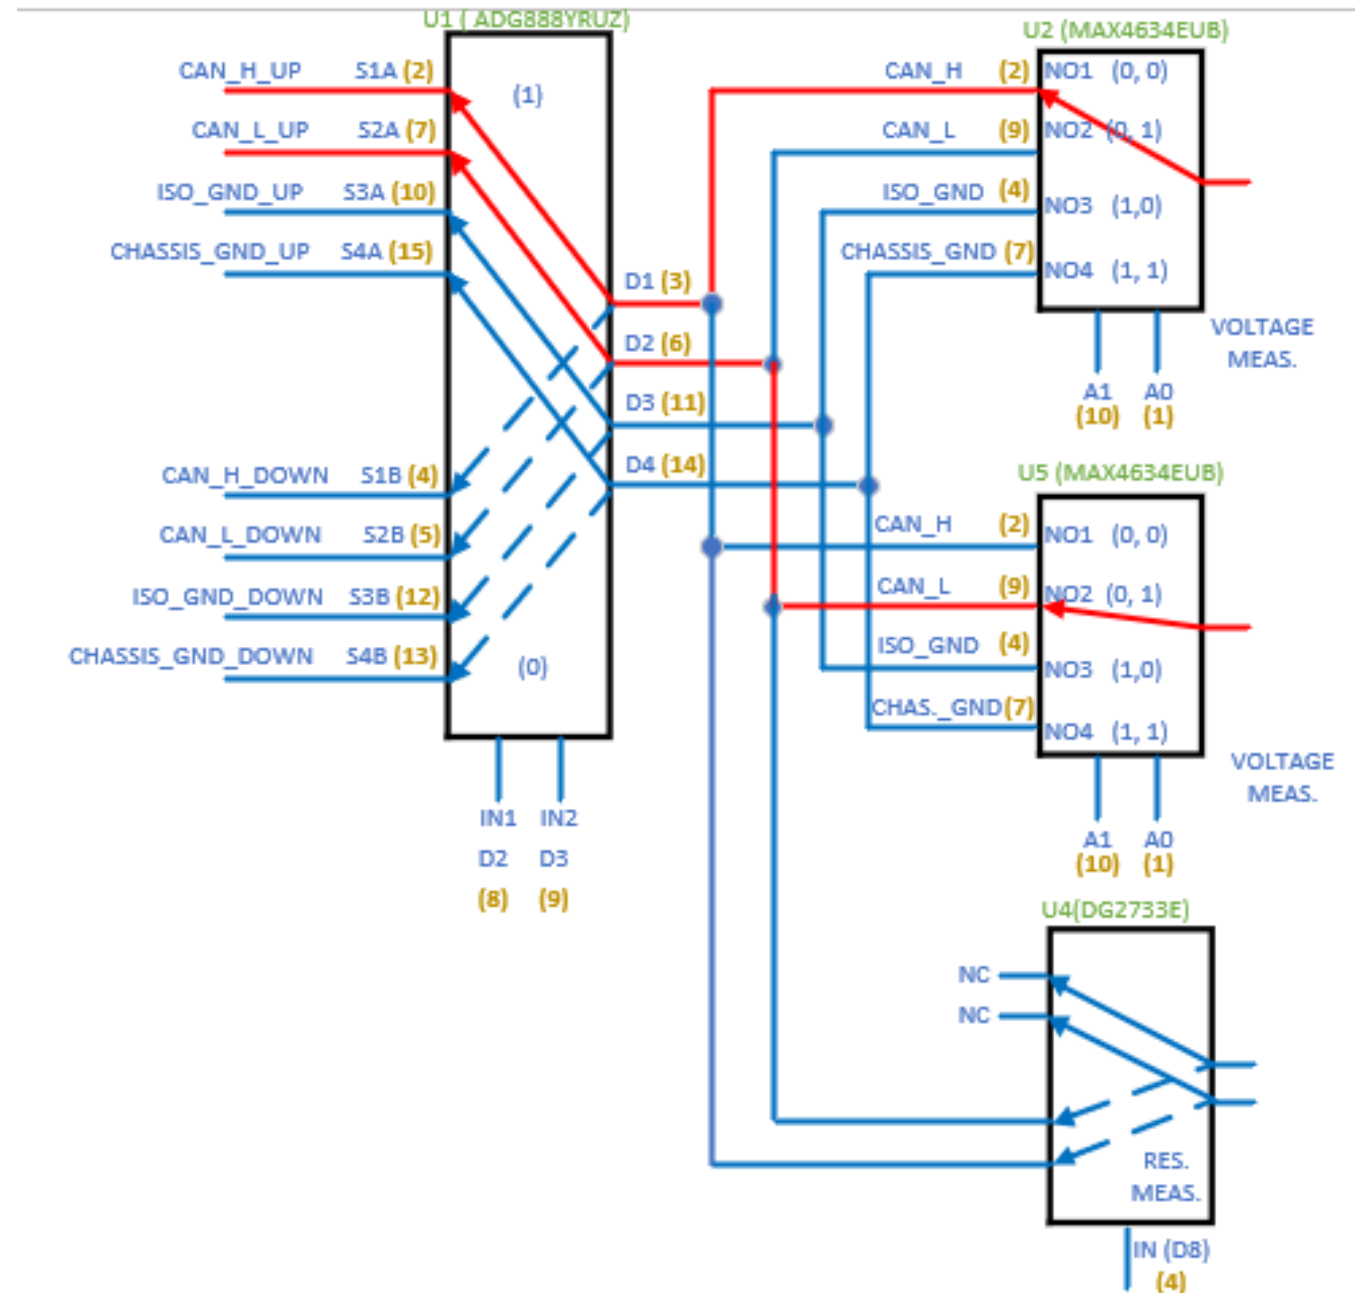 U1 ( ADG888YRUZ)
CAN_H_UP S1A (2)
(1)
CAN_L_UP S2A (7)
ISO_GND_UP S3A (10)
CHASSIS_GND_UP S4A (15)
D1 (3)
D2 (6)
D3 (11)
D4 (14)
CAN_H_DOWN S1B (4)
CAN_L_DOWN S2B (5)
ISO_GND_DOWN S3B (12)
CHASSIS_GND_DOWN S4B (13)
(0)
IN1 IN2
D2 D3
(8) (9)
U2 (MAX4634EUB)
CAN_H (2) NO1 (0, 0)
CAN_L (9) NO2 (0, 1)
ISO_GND (4) NO3 (1,0)
CHASSIS_GND (7) NO4 (1, 1)
VOLTAGE
MEAS.
A1 A0
(10) (1)
U5 (MAX4634EUB)
CAN_H (2) NO1 (0, 0)
CAN_L (9) NO2 (0, 1)
ISO_GND (4) NO3 (1,0)
CHAS._GND (7) NO4 (1, 1)
VOLTAGE
MEAS.
A1 A0
(10) (1)
U4(DG2733E)
NC
NC
RES.
MEAS.
IN (D8)
(4)